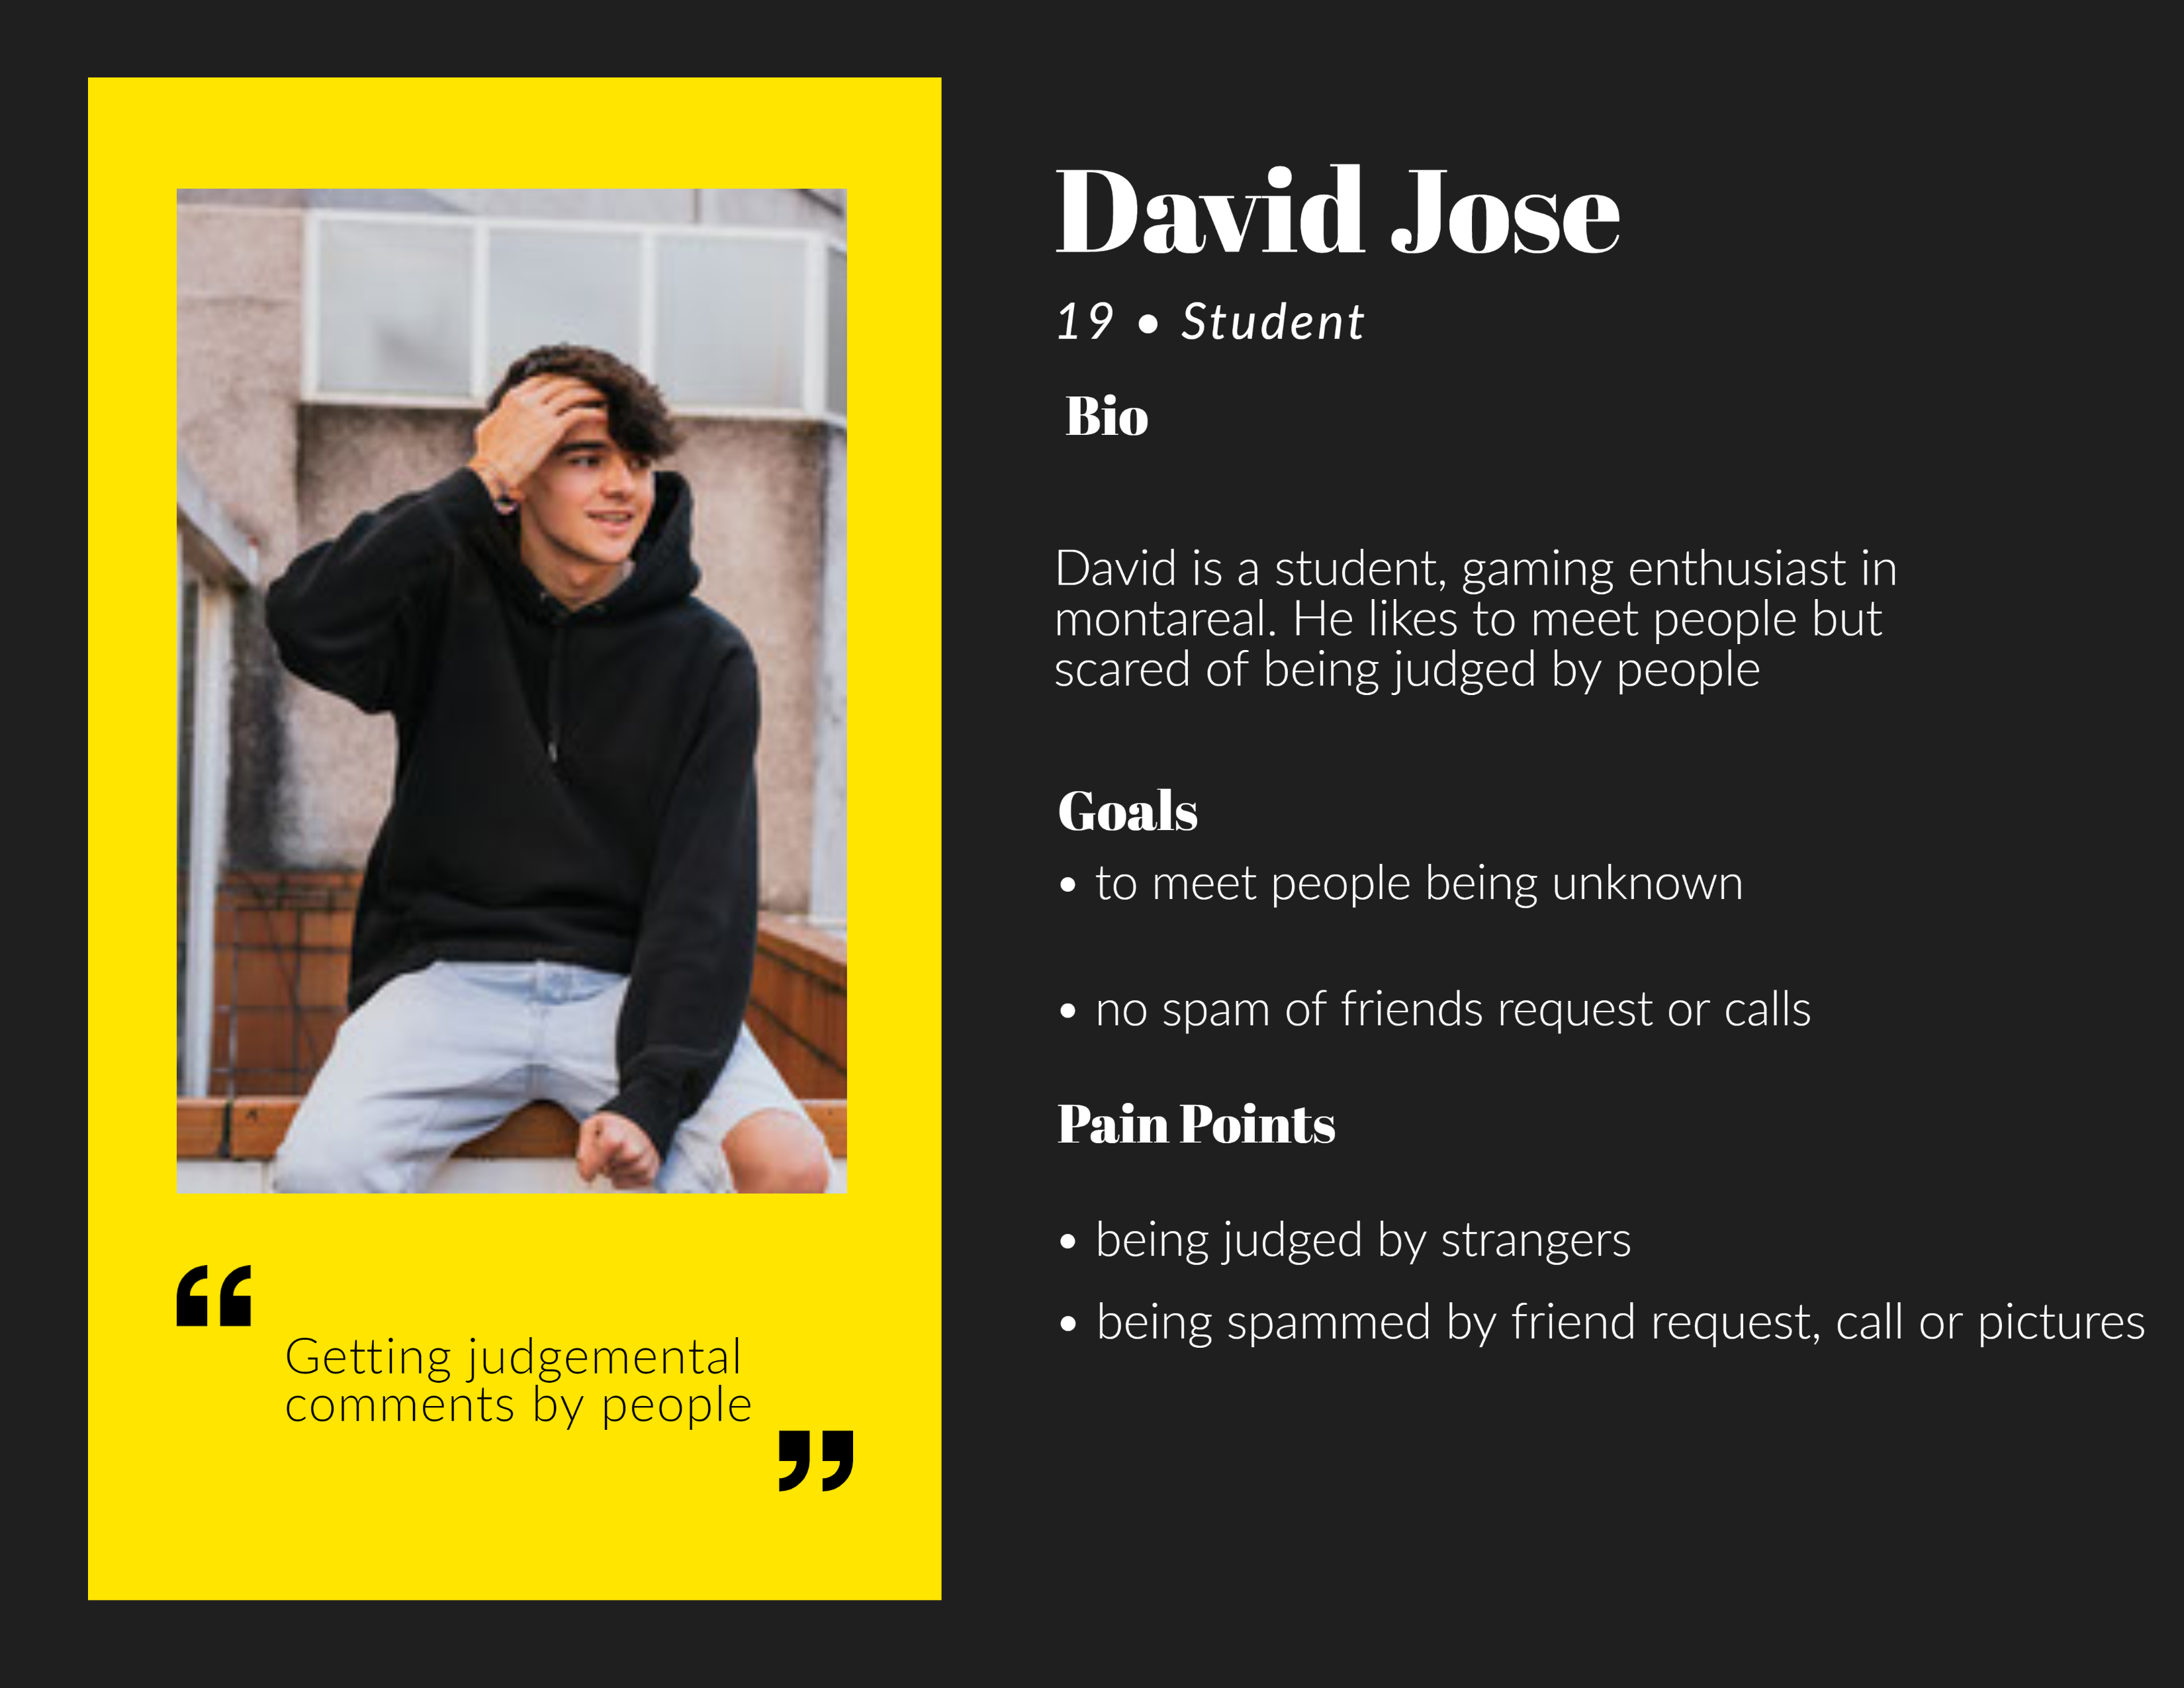 David Jose
19 • Student
Bio
David is a student, gaming enthusiast in
montareal. He likes to meet people but
scared of being judged by people
Goals
• to meet people being unknown
• no spam of friends request or calls
Pain Points
• being judged by strangers
• being spammed by friend request, call or pictures
“
Getting judgemental
comments by people
”